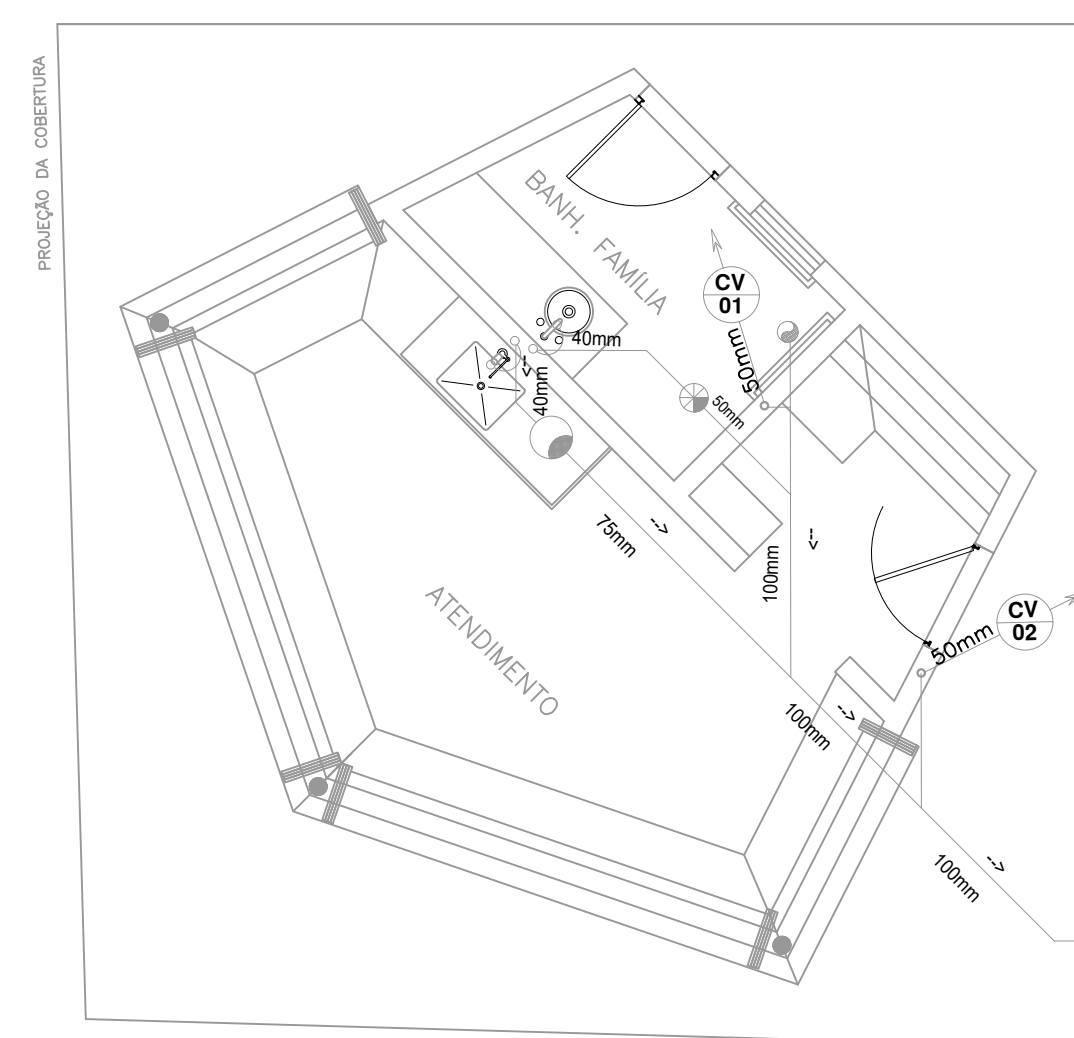 PROJEÇÃO DA COBERTURA
BANH. FAMÍLIA
CV
01
50mm
40mm
40mm
50mm
75mm
-->
-->
-->
100mm
ATENDIMENTO
CV
02
50mm
100mm
-->
100mm
-->